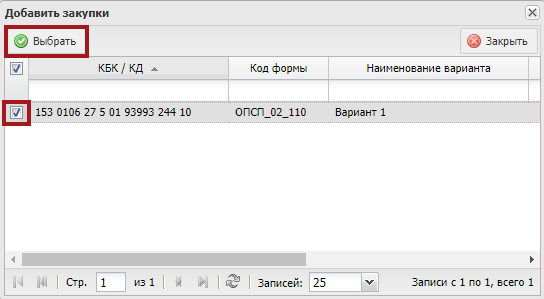 Добавить закупки
Выбрать Закрыть
КБК / КД Код формы Наименование варианта
153 0106 27 5 01 93993 244 10 ОПСП_02_110 Вариант 1
Стр. 1 из 1 Записей: 25 Записи с 1 по 1, всего 1